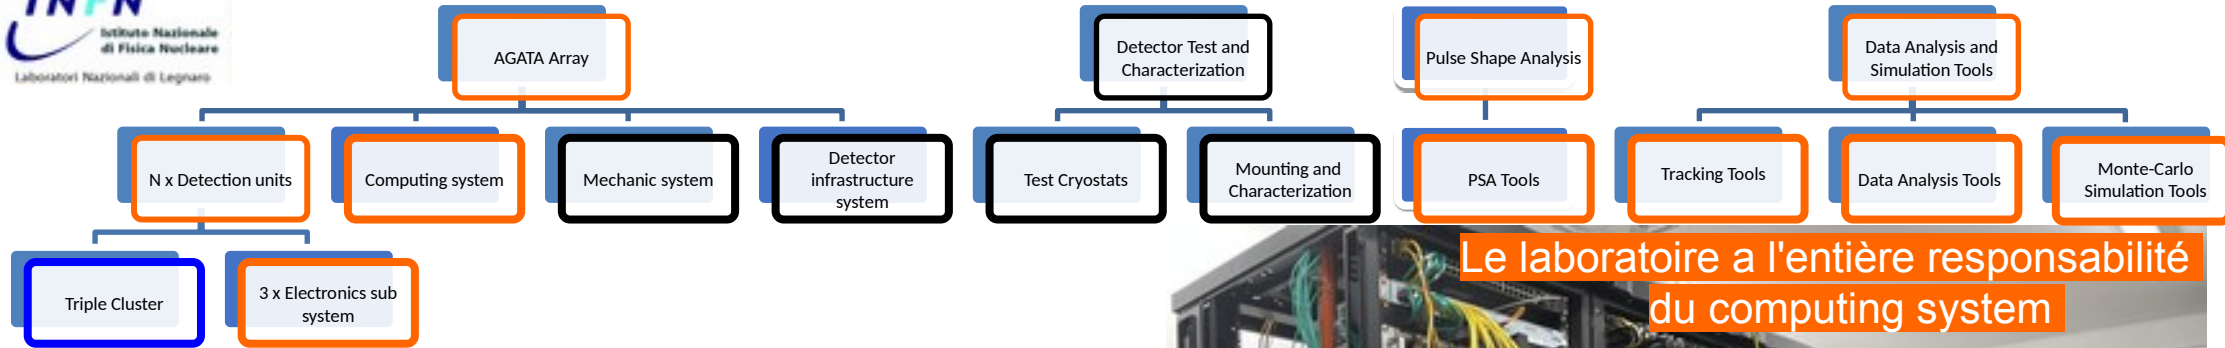 INFN
Istituto Nazionale
di Fisica Nucleare
Laboratori Nazionali di Legnaro
AGATA Array
Detector Test and
Characterization
Pulse Shape Analysis
Data Analysis and
Simulation Tools
N x Detection units
Computing system
Mechanic system
Detector
infrastructure
system
Test Cryostats
Mounting and
Characterization
PSA Tools
Tracking Tools
Data Analysis Tools
Monte-Carlo
Simulation Tools
Triple Cluster
3 x Electronics sub
system
Le laboratoire a l'entière responsabilité
du computing system